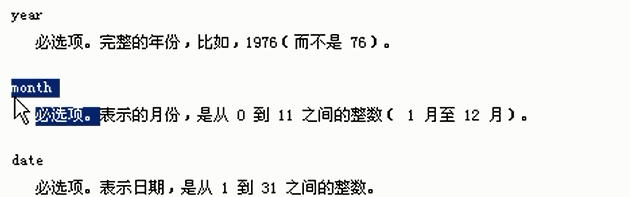 year
必选项。完整的年份，比如，1976（而不是 76）。
month
必选项。表示的月份，是从 0 到 11 之间的整数（ 1 月至 12 月）。
date
必选项。表示日期，是从 1 到 31 之间的整数。